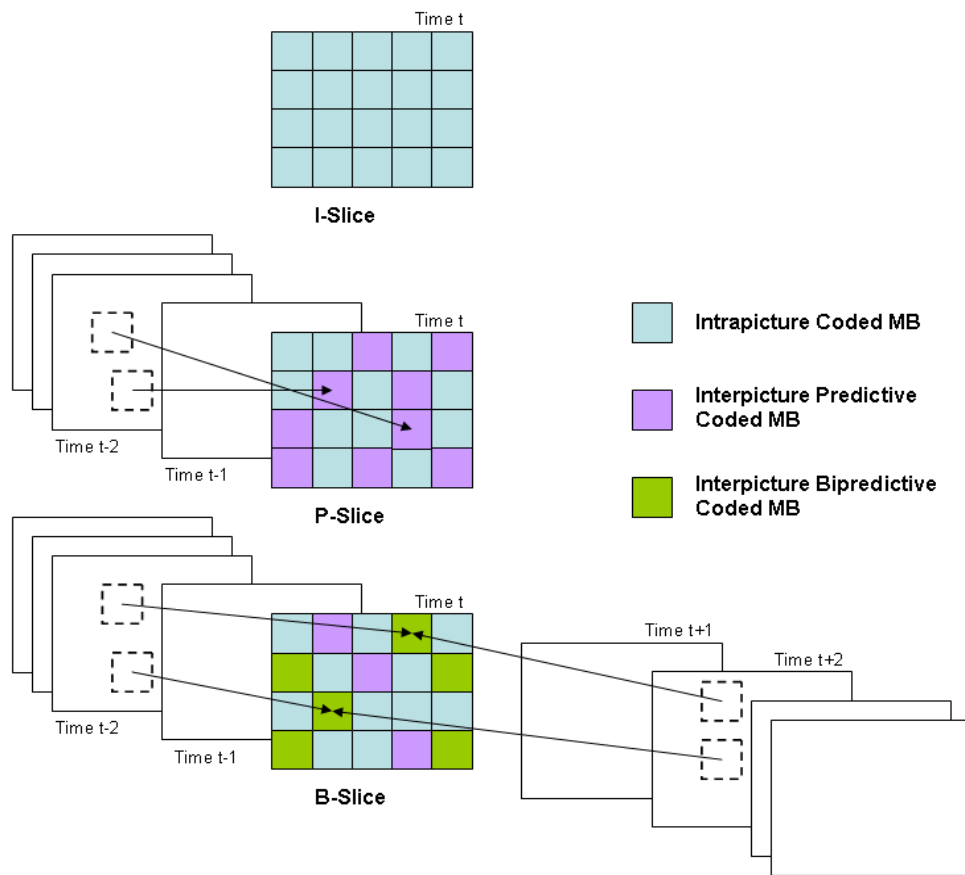 Time t
I-Slice
Time t
Intrapicture Coded MB
Interpicture Predictive
Coded MB
Time t-2
Time t-1
Interpicture Bipredictive
Coded MB
P-Slice
Time t
Time t+1
Time t+2
Time t-2
Time t-1
B-Slice